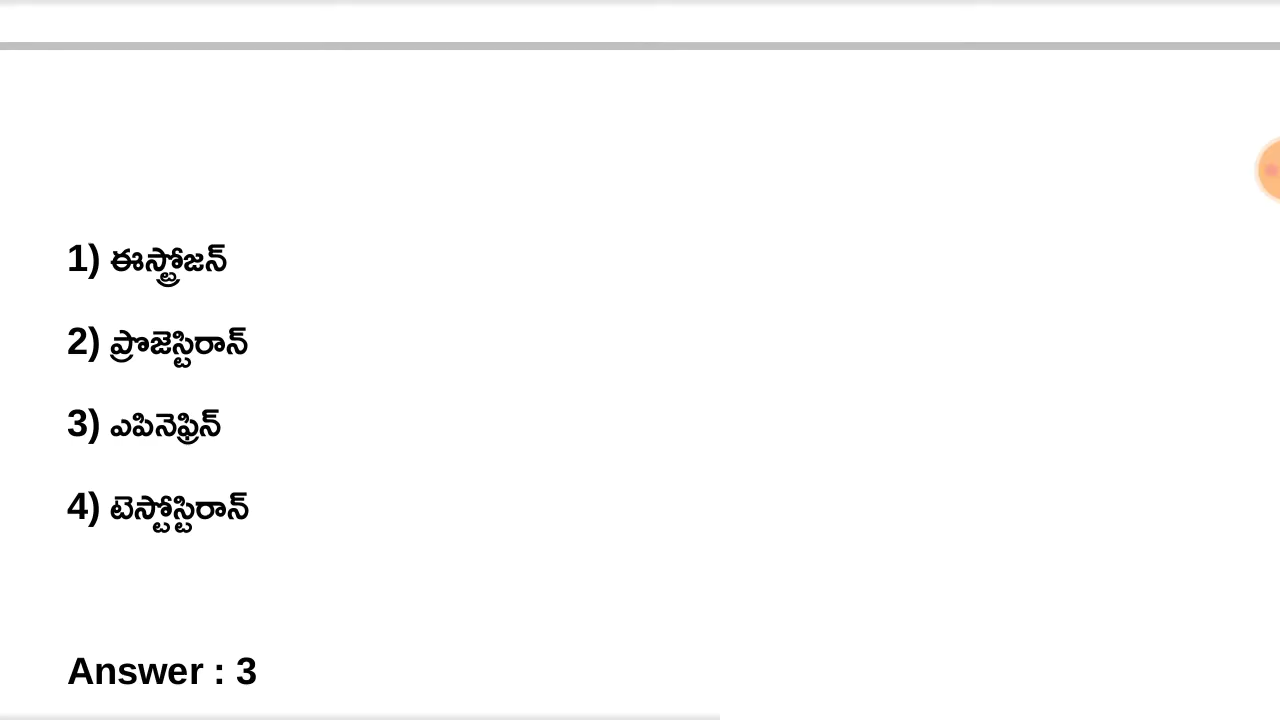 1) ఈస్ట్రోజన్
2) ప్రొజెస్టిరాన్
3) ఎపినెఫ్రిన్
4) టెస్టోస్టిరాన్
Answer : 3